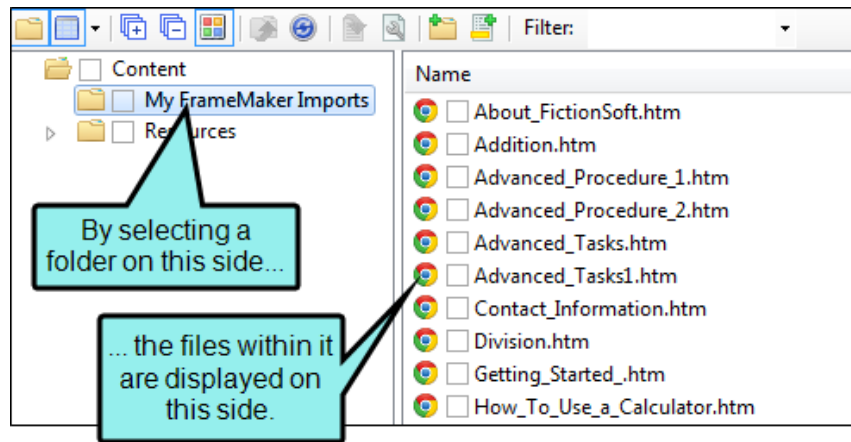 Filter:
Content
My FrameMaker Imports
Resources
By selecting a
folder on this side...
... the files within it
are displayed on
this side.
Name
About_FictionSoft.htm
Addition.htm
Advanced_Procedure_1.htm
Advanced_Procedure_2.htm
Advanced_Tasks.htm
Advanced_Tasks1.htm
Contact_Information.htm
Division.htm
Getting_Started_.htm
How_To_Use_a_Calculator.htm